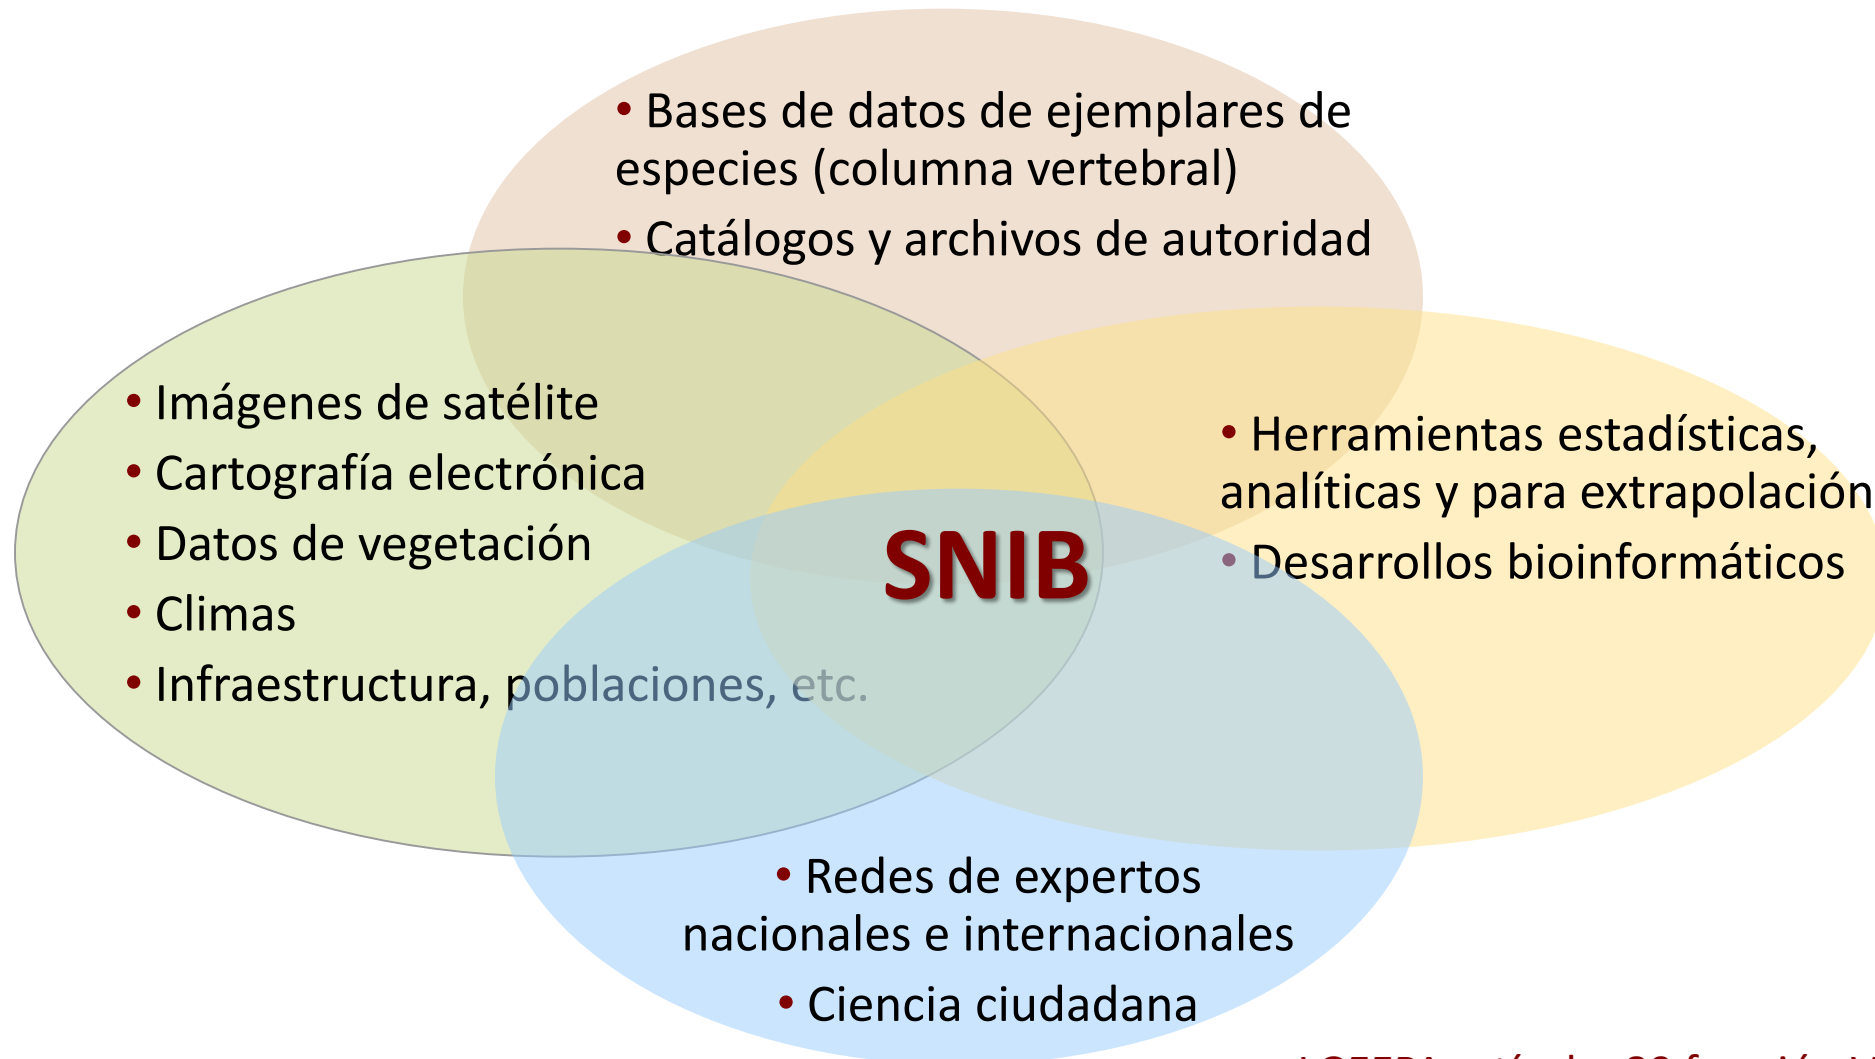 • Bases de datos de ejemplares de
especies (columna vertebral)
• Catálogos y archivos de autoridad
• Imágenes de satélite
• Cartografía electrónica
• Datos de vegetación
• Climas
• Infraestructura, poblaciones, etc.
SNIB
• Herramientas estadísticas,
analíticas y para extrapolación
• Desarrollos bioinformáticos
• Redes de expertos
nacionales e internacionales
• Ciencia ciudadana